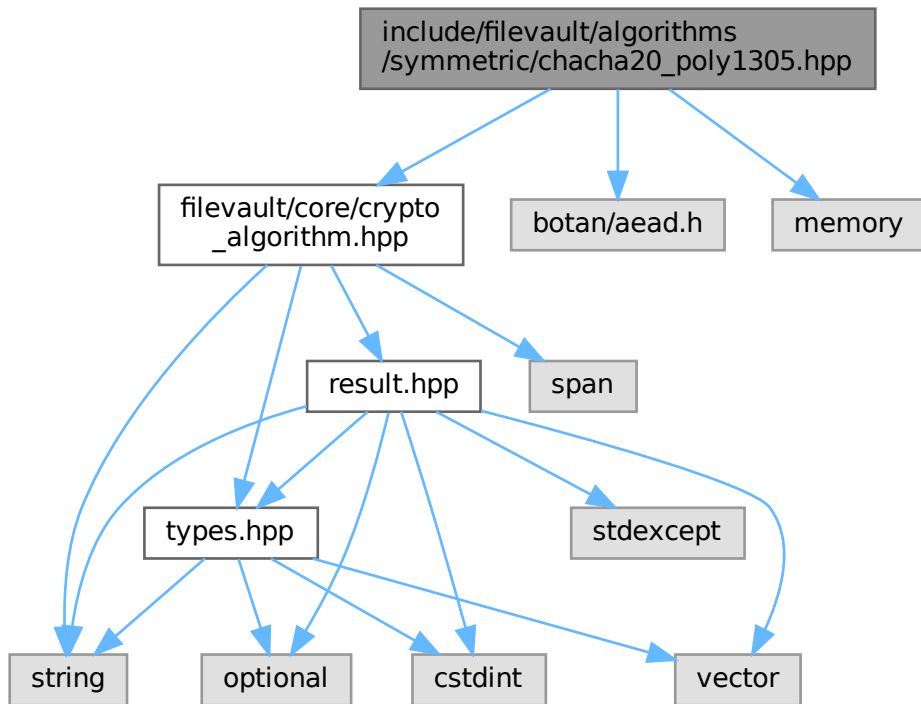 include/filevault/algorithms
/symmetric/chacha20_poly1305.hpp
filevault/core/crypto
_algorithm.hpp
botan/aead.h
memory
result.hpp
span
types.hpp
stdexcept
string
optional
cstdint
vector